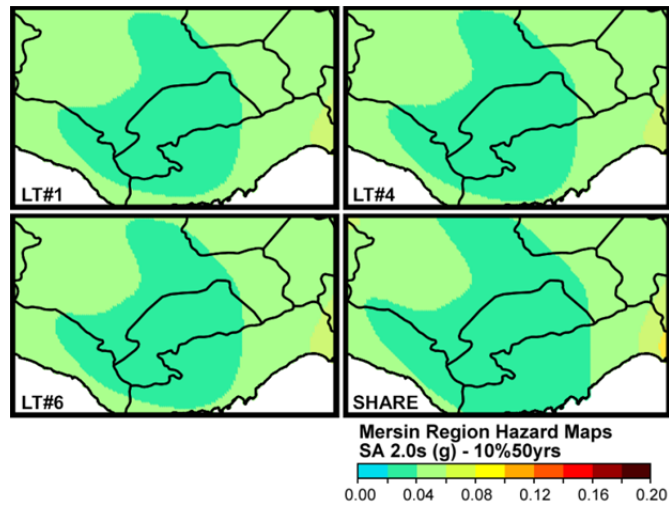 LT#1
LT#4
LT#6
SHARE
Mersin Region Hazard Maps
SA 2.0s (g) - 10%50yrs
0.00 0.04 0.08 0.12 0.16 0.20